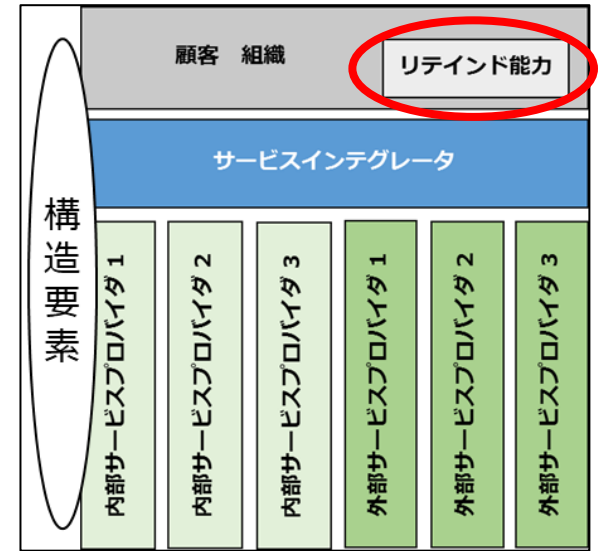 顧客 組織
リテインド能力
サービスインテグレータ
構造要素
内部サービスプロバイダ 1
内部サービスプロバイダ 2
内部サービスプロバイダ 3
外部サービスプロバイダ 1
外部サービスプロバイダ 2
外部サービスプロバイダ 3